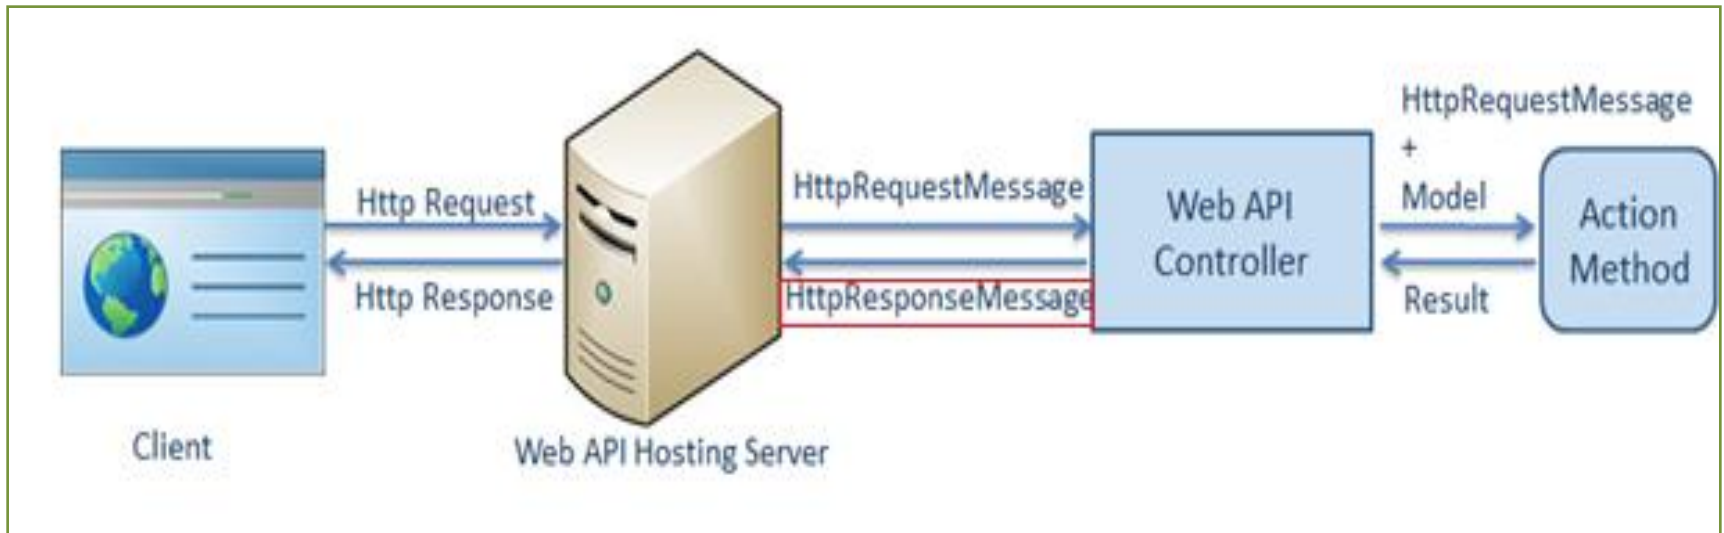 Http Request
Http Response
Client
Web API Hosting Server
HttpRequestMessage
HttpResponseMessage
Web API
Controller
HttpRequestMessage
+
Model
Result
Action
Method